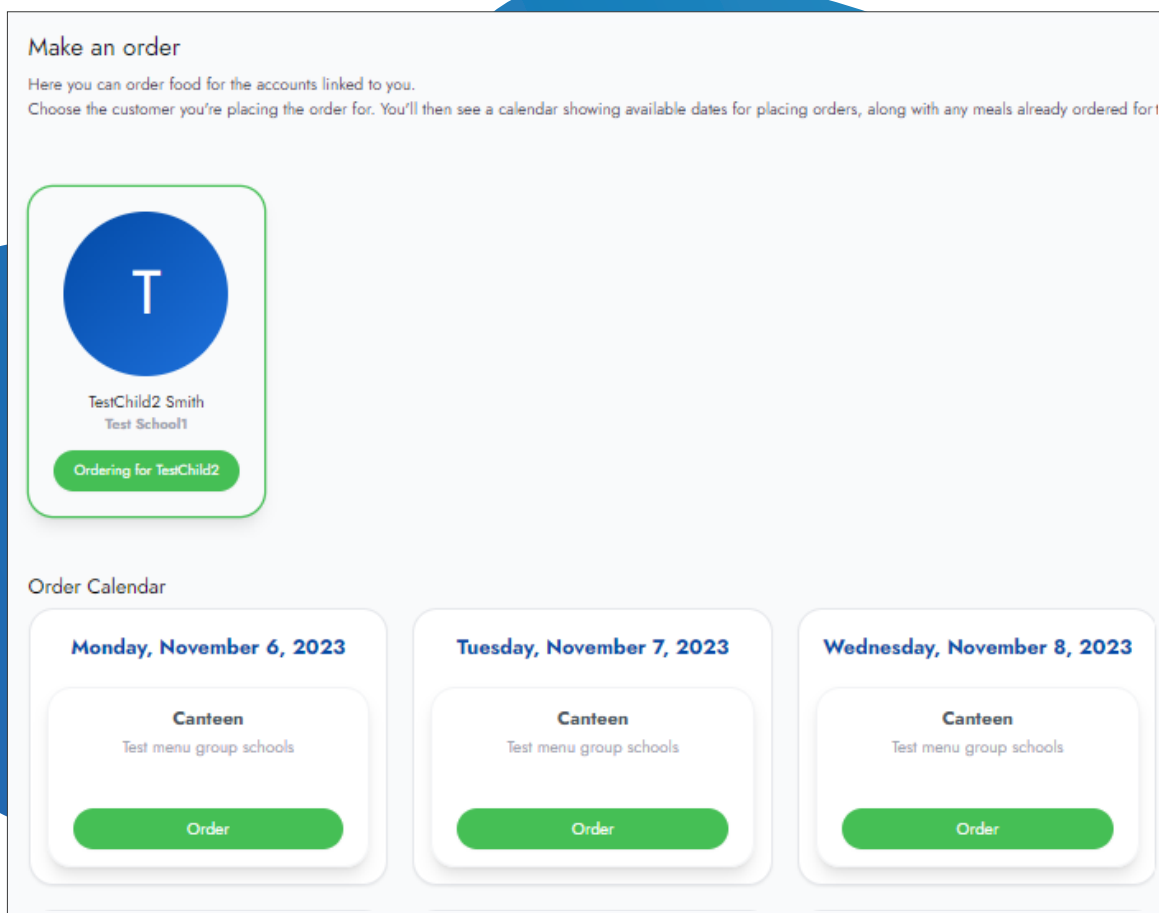 Make an order
Here you can order food for the accounts linked to you.
Choose the customer you're placing the order for. You'll then see a calendar showing available dates for placing orders, along with any meals already ordered for
T
TestChild2 Smith
Test School1
Ordering for TestChild2
Order Calendar
Monday, November 6, 2023
Tuesday, November 7, 2023
Wednesday, November 8, 2023
Canteen
Canteen
Canteen
Test menu group schools
Test menu group schools
Test menu group schools
Order
Order
Order